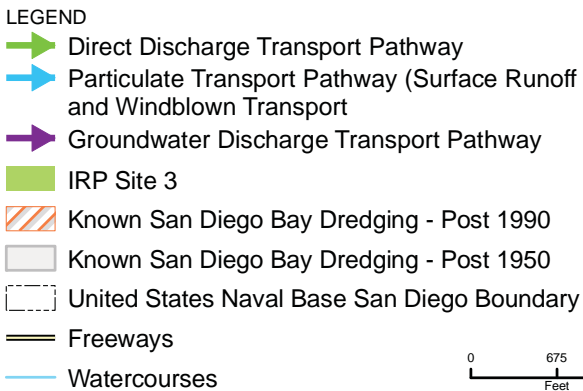 LEGEND
Direct Discharge Transport Pathway
Particulate Transport Pathway (Surface Runoff
and Windblown Transport
Groundwater Discharge Transport Pathway
IRP Site 3
Known San Diego Bay Dredging - Post 1990
Known San Diego Bay Dredging - Post 1950
United States Naval Base San Diego Boundary
Freeways
Watercourses
0 675
Feet